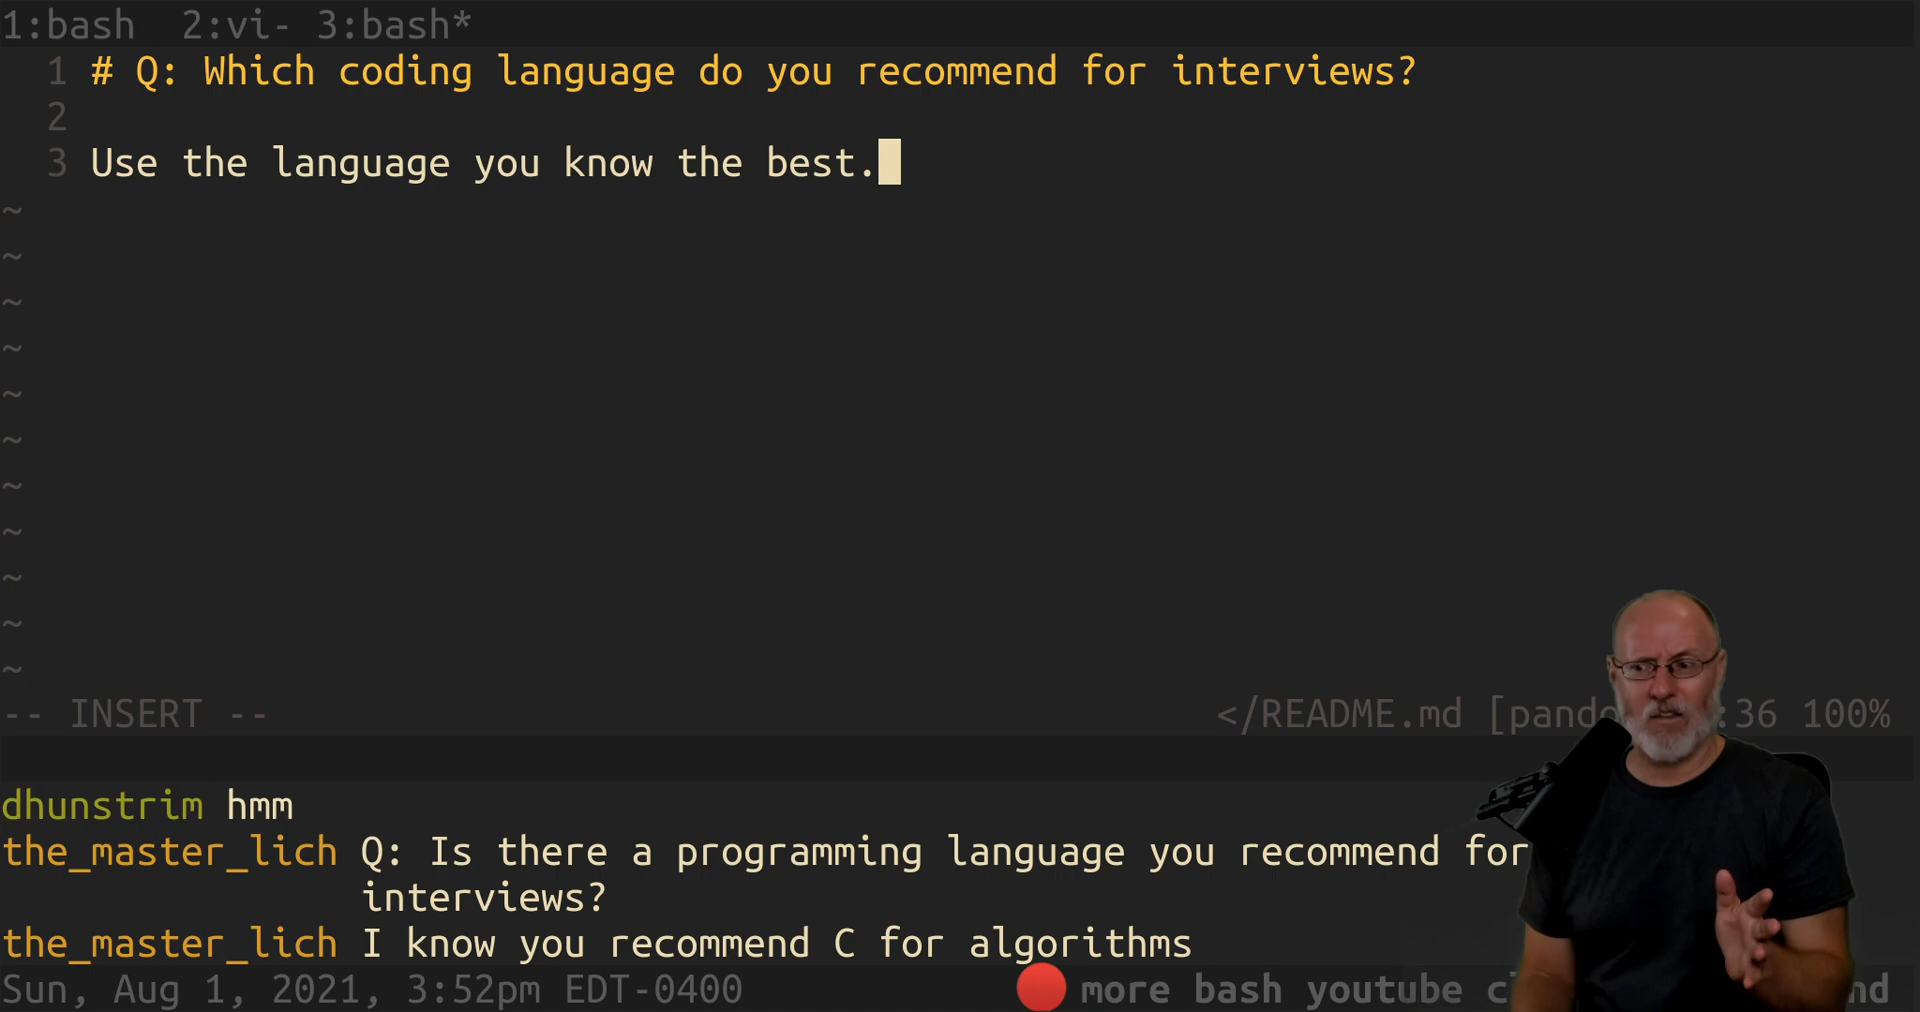 1:bash  2:vi- 3:bash*
1 # Q: Which coding language do you recommend for interviews?
2
3 Use the language you know the best.
~
~
~
~
~
~
~
~
~
~
~
-- INSERT -- </README.md [pando :36 100%
dhunstrim hmm
the_master_lich Q: Is there a programming language you recommend for
interviews?
the_master_lich I know you recommend C for algorithms
Sun, Aug 1, 2021, 3:52pm EDT-0400 more bash youtube